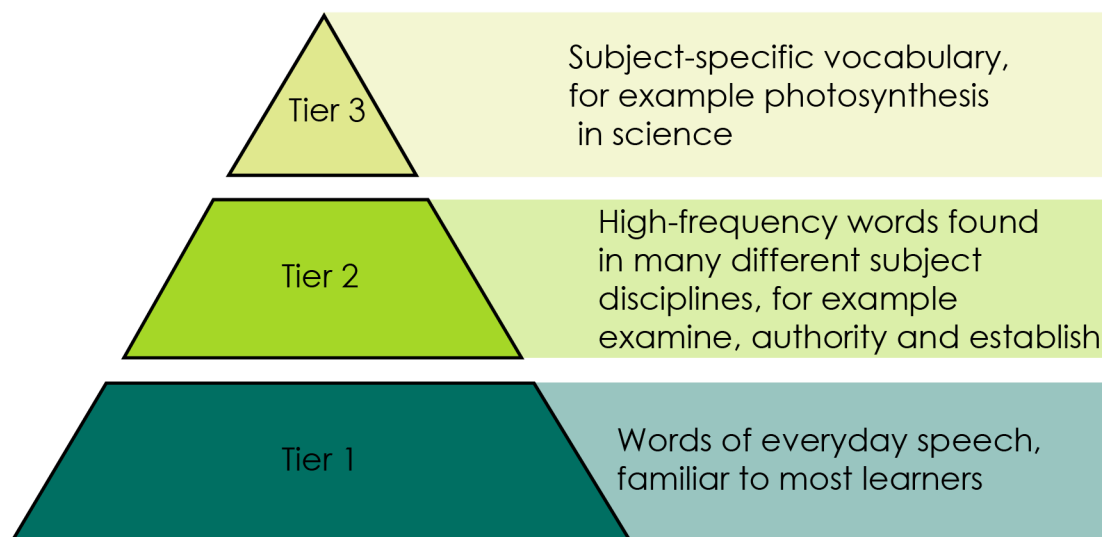 Tier 3
Subject-specific vocabulary,
for example photosynthesis
in science
Tier 2
High-frequency words found
in many different subject
disciplines, for example
examine, authority and establish
Tier 1
Words of everyday speech,
familiar to most learners